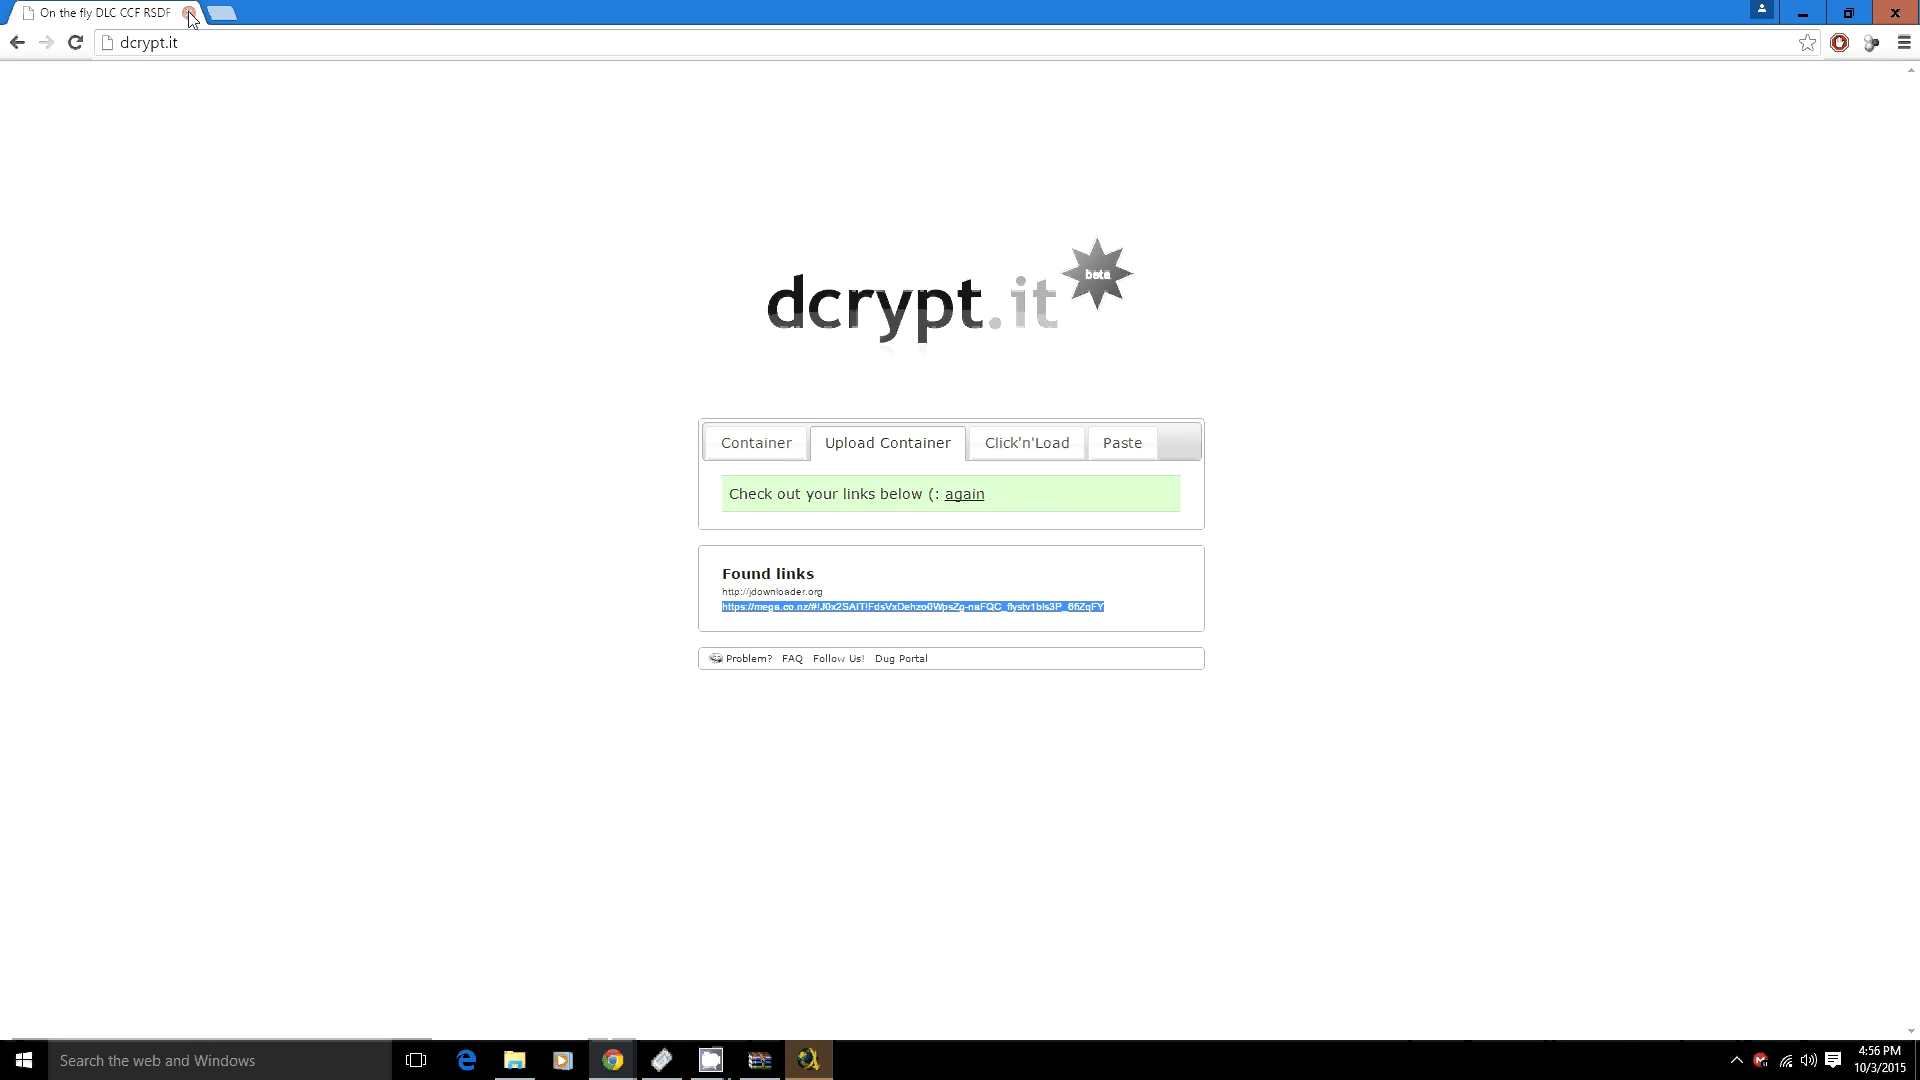 On the fly DLC CCF RSDF
dcrypt.it
dcrypt.it
beta
Container
Upload Container
Click'n'Load
Paste
Check out your links below (: again
Found links
http://jdownloader.org
Problem?
FAQ
Follow Us!
Dug Portal
Search the web and Windows
4:56 PM
10/3/2015